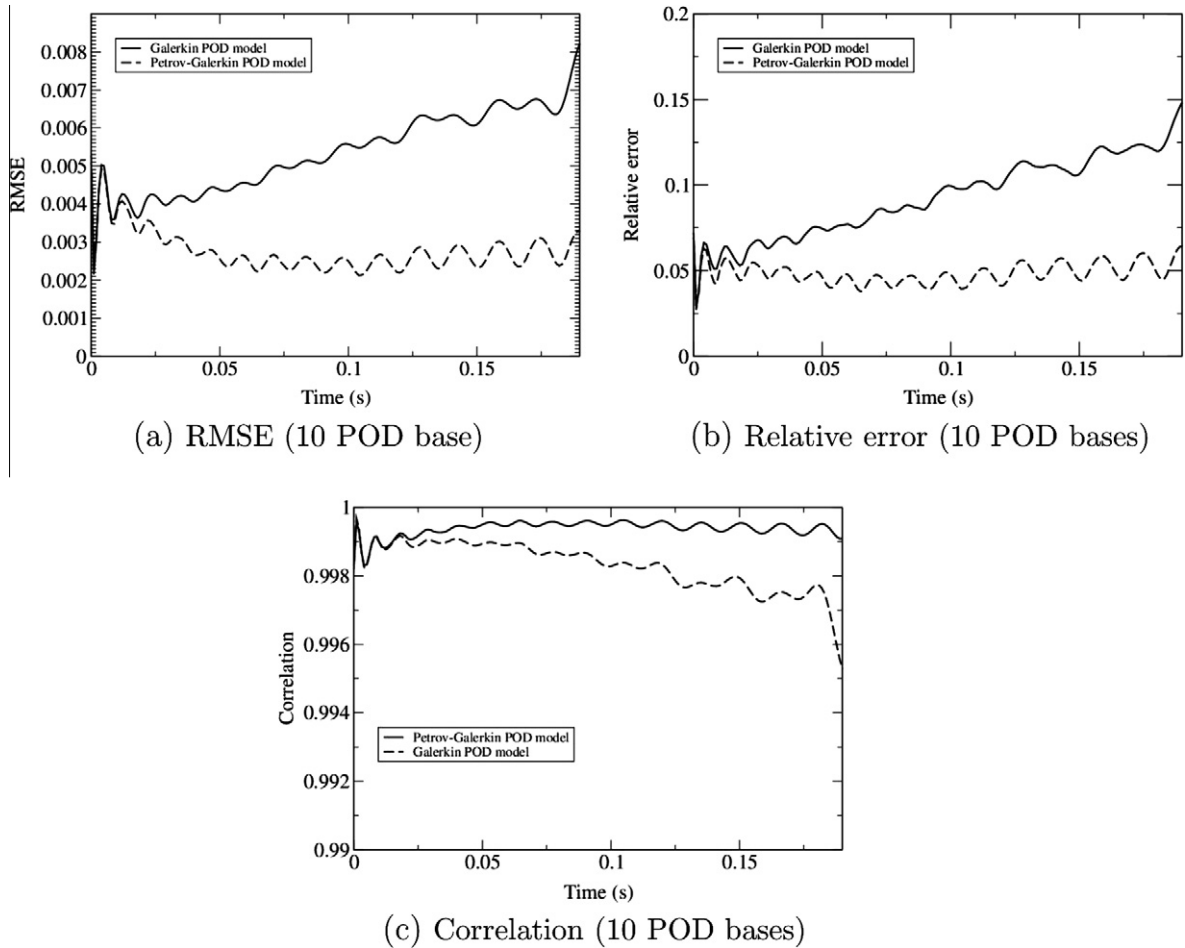 RMSE
0.008
0.007
0.006
0.005
0.004
0.003
0.002
0.001
0
Galerkin POD model
Petrov-Galerkin POD model
0
0.05
0.1
0.15
Time (s)
(a) RMSE (10 POD base)
Relative error
0.2
0.15
0.1
0.05
0
Galerkin POD model
Petrov-Galerkin POD model
0
0.05
0.1
0.15
Time (s)
(b) Relative error (10 POD bases)
Correlation
1
0.998
0.996
0.994
0.992
0.99
Petrov-Galerkin POD model
Galerkin POD model
0
0.05
0.1
0.15
Time (s)
(c) Correlation (10 POD bases)